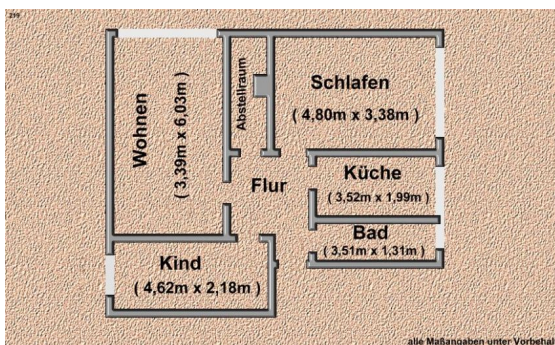 Wohnen
( 3,39m x 6,03m )
Abstellraum
Schlafen
( 4,80m x 3,38m )
Flur
Küche
( 3,52m x 1,99m )
Bad
( 3,51m x 1,31m )
Kind
( 4,62m x 2,18m )
alle Maßangaben unter Vorbehal